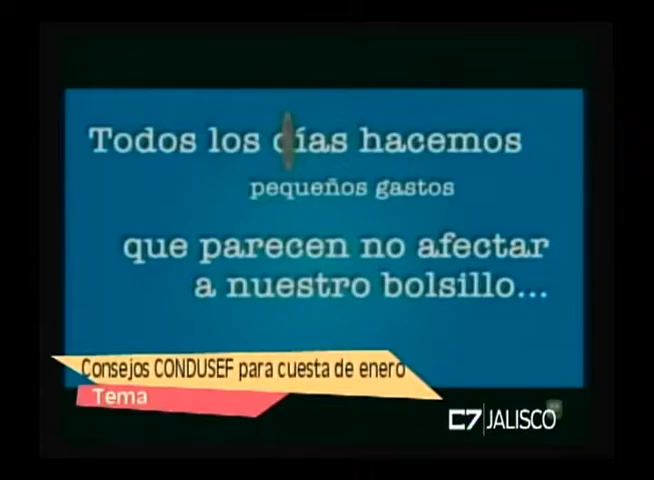 Todos los días hacemos
pequeños gastos
que parecen no afectar
a nuestro bolsillo...
Consejos CONDUSEF para cuesta de enero
Tema
C7 JALISCO